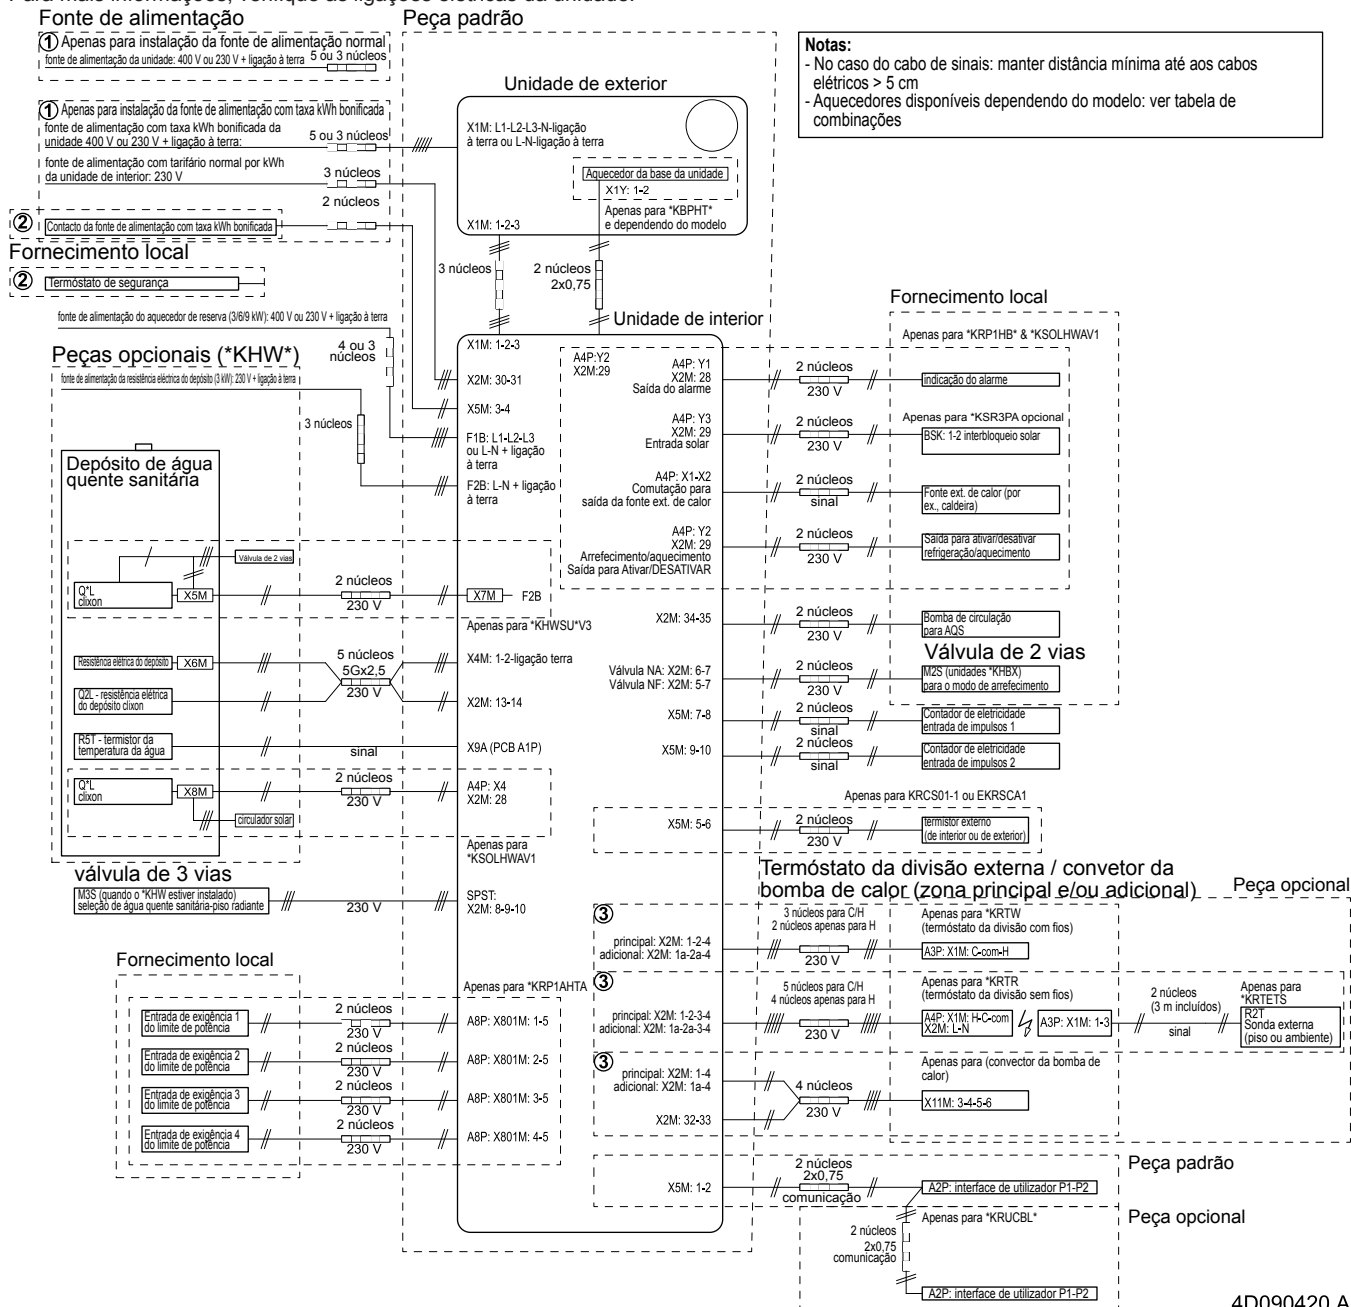 Para mais informações, verifique as ligações elétricas da unidade.
Fonte de alimentação
Peça padrão
① Apenas para instalação da fonte de alimentação normal
fonte de alimentação da unidade: 400 V ou 230 V + ligação à terra
5 ou 3 núcleos
① Apenas para instalação da fonte de alimentação com taxa kWh bonificada
fonte de alimentação com taxa kWh bonificada da
unidade 400 V ou 230 V + ligação à terra:
5 ou 3 núcleos
fonte de alimentação com tarifário normal por kWh
da unidade de interior: 230 V
3 núcleos
2 núcleos
② Contacto da fonte de alimentação com taxa kWh bonificada
Fornecimento local
② Termóstato de segurança
Notas:
- No caso do cabo de sinais: manter distância mínima até aos cabos
elétricos > 5 cm
- Aquecedores disponíveis dependendo do modelo: ver tabela de
combinações
Unidade de exterior
X1M: L1-L2-L3-N-ligação
à terra ou L-N-ligação à terra
Aquecedor da base da unidade
X1Y: 1-2
Apenas para *KBPHT*
e dependendo do modelo
X1M: 1-2-3
3 núcleos
2 núcleos
2x0,75
fonte de alimentação do aquecedor de reserva (3/6/9 kW): 400 V ou 230 V + ligação à terra
4 ou 3
núcleos
Peças opcionais (*KHW*)
fonte de alimentação da resistência eléctrica do depósito (3 kW): 230 V + ligação à terra
3 núcleos
Depósito de água
quente sanitária
Válvula de 2 vias
Q*L
clixon
X5M
2 núcleos
230 V
X7M
F2B
Apenas para *KHWSU*V3
Resistência elétrica do depósito
X6M
5 núcleos
5Gx2,5
230 V
X4M: 1-2-ligação terra
Q2L - resistência elétrica
do depósito clixon
X2M: 13-14
R5T - termistor da
temperatura da água
sinal
X9A (PCB A1P)
Q*L
clixon
X8M
2 núcleos
230 V
A4P: X4
X2M: 28
circulador solar
Apenas para
*KSOLHWAV1
válvula de 3 vias
M3S (quando o *KHW estiver instalado)
seleção de água quente sanitária-piso radiante
230 V
SPST:
X2M: 8-9-10
Fornecimento local
Apenas para *KRP1AHTA
Entrada de exigência 1
do limite de potência
2 núcleos
230 V
A8P: X801M: 1-5
Entrada de exigência 2
do limite de potência
2 núcleos
230 V
A8P: X801M: 2-5
Entrada de exigência 3
do limite de potência
2 núcleos
230 V
A8P: X801M: 3-5
Entrada de exigência 4
do limite de potência
2 núcleos
230 V
A8P: X801M: 4-5
Unidade de interior
X1M: 1-2-3
X2M: 30-31
X5M: 3-4
F1B: L1-L2-L3
ou L-N + ligação
à terra
F2B: L-N + ligação
à terra
Fornecimento local
Apenas para *KRP1HB* & *KSOLHWAV1
A4P:Y2
X2M:29
A4P: Y1
X2M: 28
Saída do alarme
2 núcleos
230 V
indicação do alarme
Apenas para *KSR3PA opcional
A4P: Y3
X2M: 29
Entrada solar
2 núcleos
230 V
BSK: 1-2 interbloqueio solar
A4P: X1-X2
Comutação para
saída da fonte ext. de calor
2 núcleos
sinal
Fonte ext. de calor (por
ex., caldeira)
A4P: Y2
X2M: 29
Arrefecimento/aquecimento
Saída para Ativar/DESATIVAR
2 núcleos
230 V
Saída para ativar/desativar
refrigeração/aquecimento
X2M: 34-35
2 núcleos
230 V
Bomba de circulação
para AQS
Válvula de 2 vias
Válvula NA: X2M: 6-7
Válvula NF: X2M: 5-7
2 núcleos
230 V
M2S (unidades *KHBX)
para o modo de arrefecimento
X5M: 7-8
2 núcleos
sinal
Contador de eletricidade
entrada de impulsos 1
X5M: 9-10
2 núcleos
sinal
Contador de eletricidade
entrada de impulsos 2
Apenas para KRCS01-1 ou EKRSCA1
X5M: 5-6
2 núcleos
230 V
termistor externo
(de interior ou de exterior)
Termóstato da divisão externa / convetor da
bomba de calor (zona principal e/ou adicional)
Peça opcional
③
principal: X2M: 1-2-4
adicional: X2M: 1a-2a-4
3 núcleos para C/H
2 núcleos apenas para H
230 V
Apenas para *KRTW
(termóstato da divisão com fios)
A3P: X1M: C-com-H
③
principal: X2M: 1-2-3-4
adicional: X2M: 1a-2a-3-4
5 núcleos para C/H
4 núcleos apenas para H
230 V
Apenas para *KRTR
(termóstato da divisão sem fios)
A4P: X1M: H-C-com
X2M: L-N
A3P: X1M: 1-3
2 núcleos
(3 m incluídos)
sinal
Apenas para
*KRTETS
R2T
Sonda externa
(piso ou ambiente)
③
principal: X2M: 1-4
adicional: X2M: 1a-4
X2M: 32-33
4 núcleos
230 V
Apenas para (convector da bomba de
calor)
X11M: 3-4-5-6
X5M: 1-2
2 núcleos
2x0,75
comunicação
A2P: interface de utilizador P1-P2
Peça padrão
Apenas para *KRUCBL*
Peça opcional
2 núcleos
2x0,75
comunicação
A2P: interface de utilizador P1-P2
4D090420 A